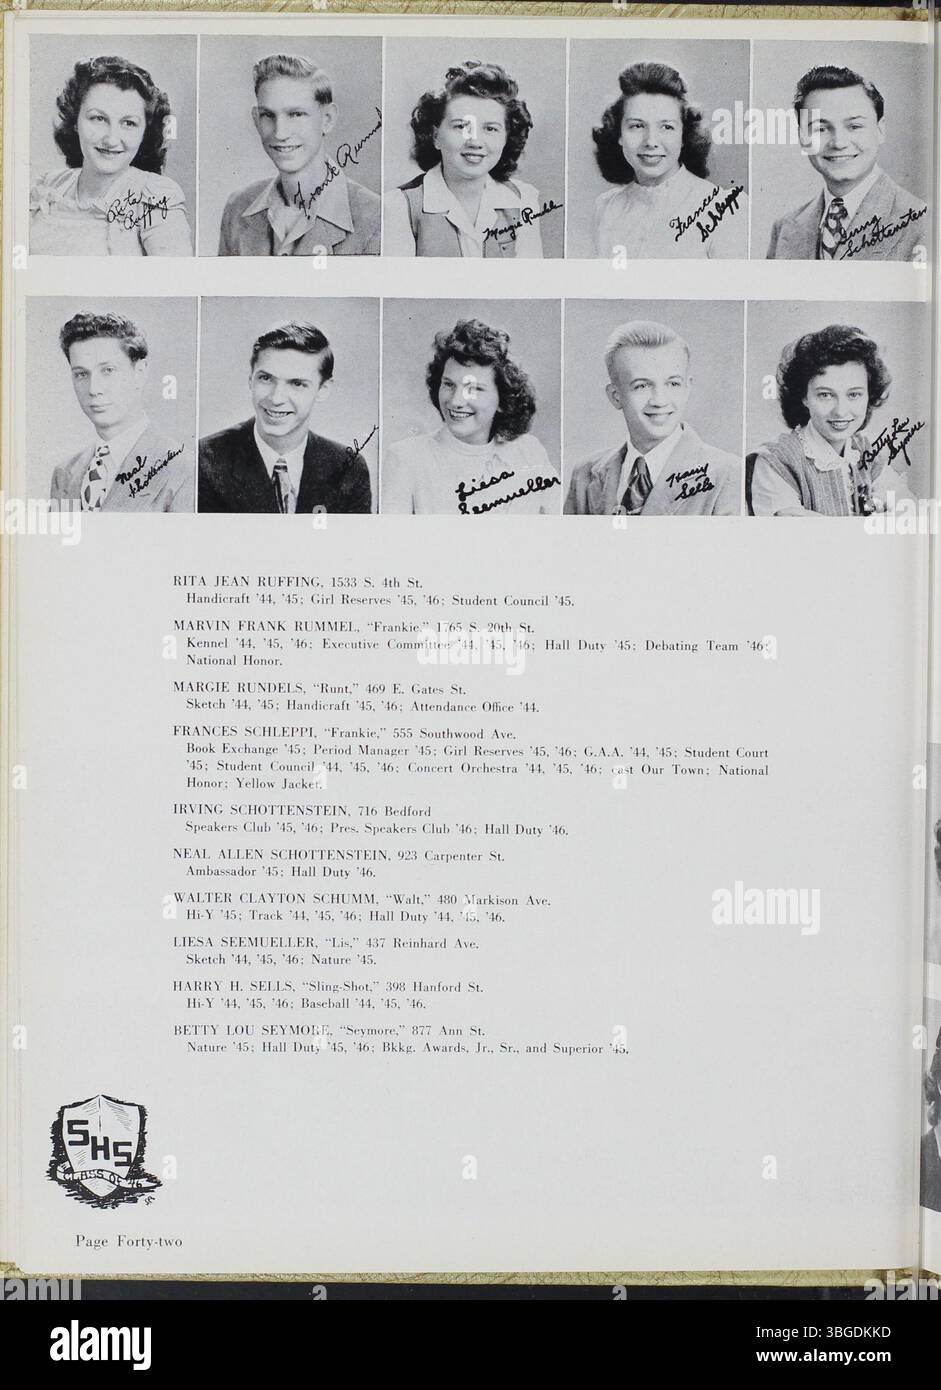 Rita Ruffing
Frank Rummel
Margie Rundels
Frances Schleppi
Irving Schottenstein
Neal Schottenstein
Liesa Seemueller
Harry Sells
Betty Lou Seymore
RITA JEAN RUFFING, 1533 S. 4th St.
Handicraft '44, '45; Girl Reserves '45, '46; Student Council '45.
MARVIN FRANK RUMMEL, “Frankie,” 1765 S. 20th St.
Kennel '44, '45, '46; Executive Committee '44, '45, '46; Hall Duty '45; Debating Team '46;
National Honor.
MARGIE RUNDELS, “Runt,” 469 E. Gates St.
Sketch '44, '45; Handicraft '45, '46; Attendance Office '44.
FRANCES SCHLEPPI, “Frankie,” 555 Southwood Ave.
Book Exchange '45; Period Manager '45; Girl Reserves '45, '46; G.A.A. '44, '45; Student Court
'45; Student Council '44, '45, '46; Concert Orchestra '44, '45, '46; cast Our Town; National
Honor; Yellow Jacket.
IRVING SCHOTTENSTEIN, 716 Bedford
Speakers Club '45, '46; Pres. Speakers Club '46; Hall Duty '46.
NEAL ALLEN SCHOTTENSTEIN, 923 Carpenter St.
Ambassador '45; Hall Duty '46.
WALTER CLAYTON SCHUMM, “Walt,” 480 Markison Ave.
Hi-Y '45; Track '44, '45, '46; Hall Duty '44, '45, '46.
LIESA SEEMUELLER, “Lis,” 437 Reinhard Ave.
Sketch '44, '45, '46; Nature '45.
HARRY H. SELLS, “Sling-Shot,” 398 Hanford St.
Hi-Y '44, '45, '46; Baseball '44, '45, '46.
BETTY LOU SEYMORE, “Seymore,” 877 Ann St.
Nature '45; Hall Duty '45, '46; Bkkg. Awards, Jr., Sr., and Superior '45.
SHS
CLASS OF '46
Page Forty-two
alamy
Image ID: 3BGDKKD
www.alamy.com